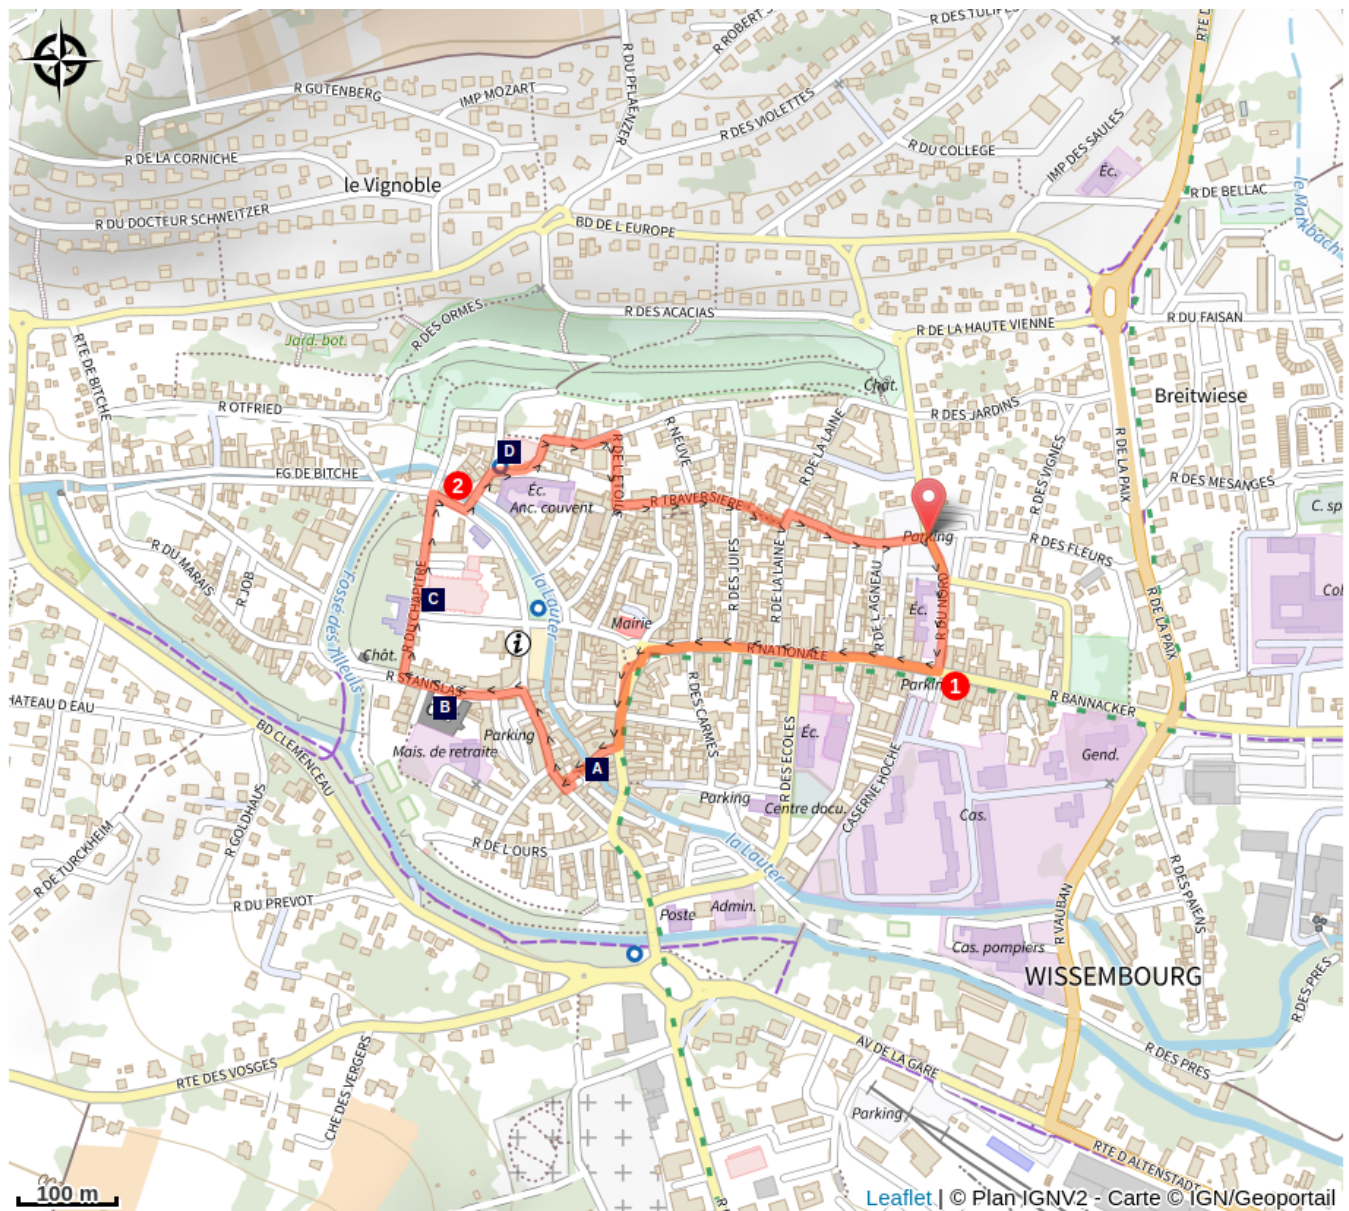 R DES TULIPES
R ROBERT S
RTE D
R DU PFLAENZER
R GUTENBERG
IMP MOZART
R DES VIOLETTES
R DU COLLEGE
IMP DES SAULES
Éc.
R DE LA CORNICHE
le Vignoble
R DE BELLAC
R DU DOCTEUR SCHWEITZER
BD DE L EUROPE
le Markbach
R DES ORMES
R DES ACACIAS
R DE LA HAUTE VIENNE
R DU FAISAN
Jard. bot.
RTE DE BITCHE
Chât.
Breitwiese
R OTFRIED
R NEUVE
R DE LA LAINE
R DES JARDINS
R DE LA PAIX
R DES VIGNES
D
FG DE BITCHE
R DE L ETOILE
R DES MESANGES
2
Éc.
Anc. couvent
R TRAVERSIERE
C. sp
Parking
R DES FLEURS
R DU MARAIS
R JOB
Fossé des Tilleuls
R DU CHAPITRE
C
la Lauter
R DES JUIFS
R DE LA LAINE
R DE L AGNEAU
Éc.
R DU NORD
R DE LA PAIX
Col
Mairie
i
Chât.
R NATIONALE
R STANISLAS
Parking
1
R BANNACKER
HATEAU D EAU
B
R DES CARMES
BD CLEMENCEAU
Parking
Mais. de retraite
R DES ECOLES
Éc.
Gend.
A
CASERNE HOCHE
Parking
Centre docu.
Cas.
R GOLDHAUS
R DE TURCKHEIM
R DE L'OURS
la Lauter
R DES PAIENS
R DU PREVOT
Poste
Admin.
R VAUBAN
Cas. pompiers
WISSEMBOURG
R DES PRES
AV DE LA GARE
R DES PRES
RTE DES VOSGES
CHE DES VERGERS
Parking
RTE D ALTENSTADT
R
100 m
Leaflet | © Plan IGNV2 - Carte © IGN/Geoportail